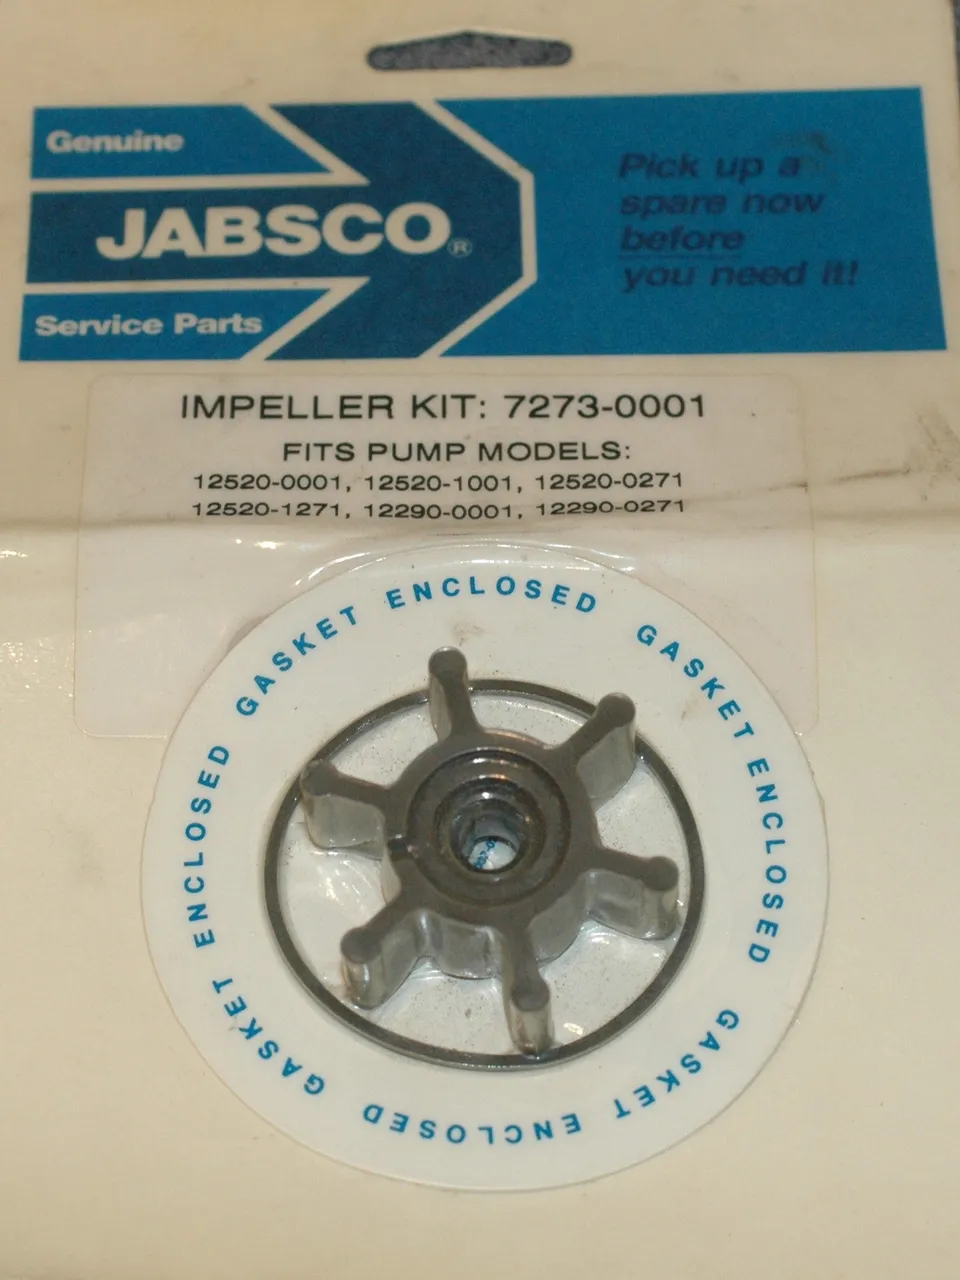 Genuine
JABSCO®
Service Parts
Pick up a
spare now
before
you need it!
IMPELLER KIT: 7273-0001
FITS PUMP MODELS:
12520-0001, 12520-1001, 12520-0271
12520-1271, 12290-0001, 12290-0271
GASKET ENCLOSED
GASKET ENCLOSED
GASKET ENCLOSED
GASKET ENCLOSED